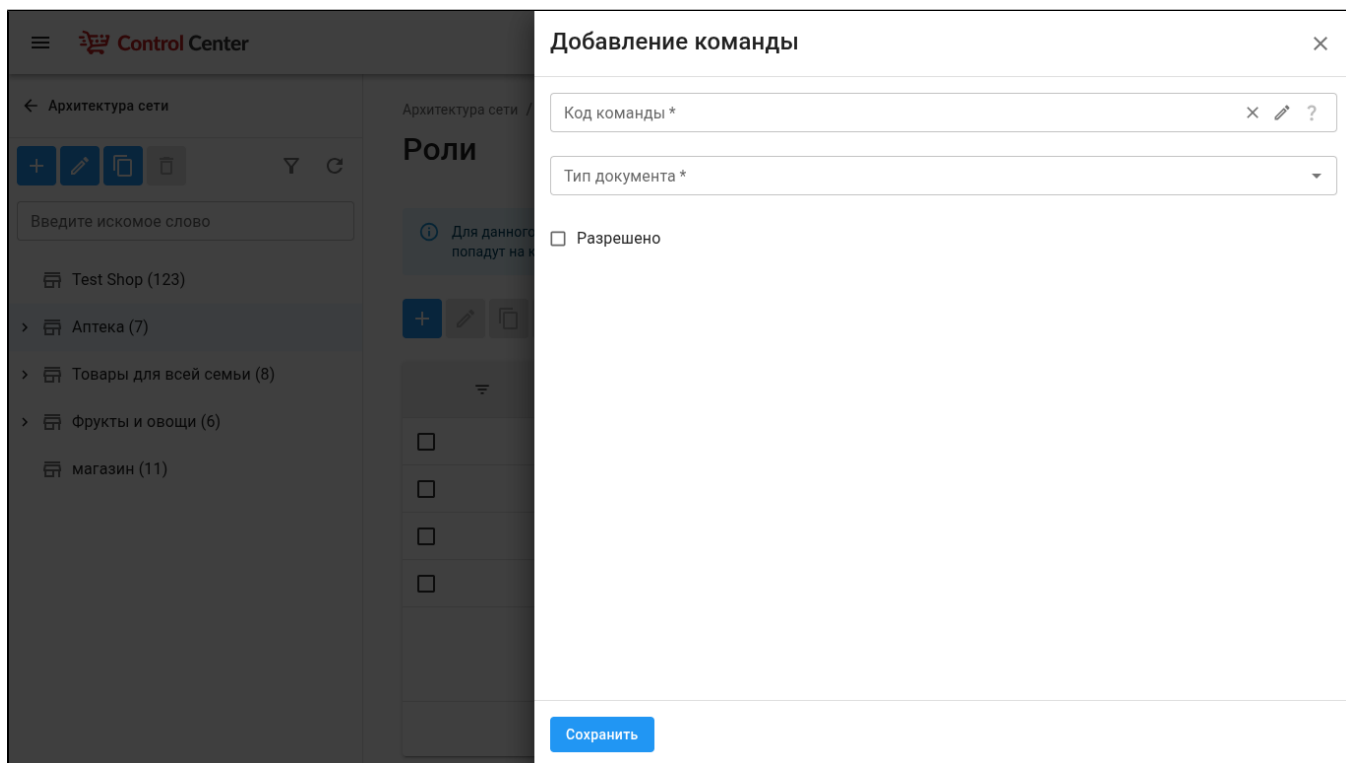 Control Center
Добавление команды
Архитектура сети
Архитектура сети /
Роли
Введите искомое слово
Для данного
попадут на к
Test Shop (123)
Аптека (7)
Товары для всей семьи (8)
Фрукты и овощи (6)
магазин (11)
Код команды *
?
Тип документа *
Разрешено
Сохранить